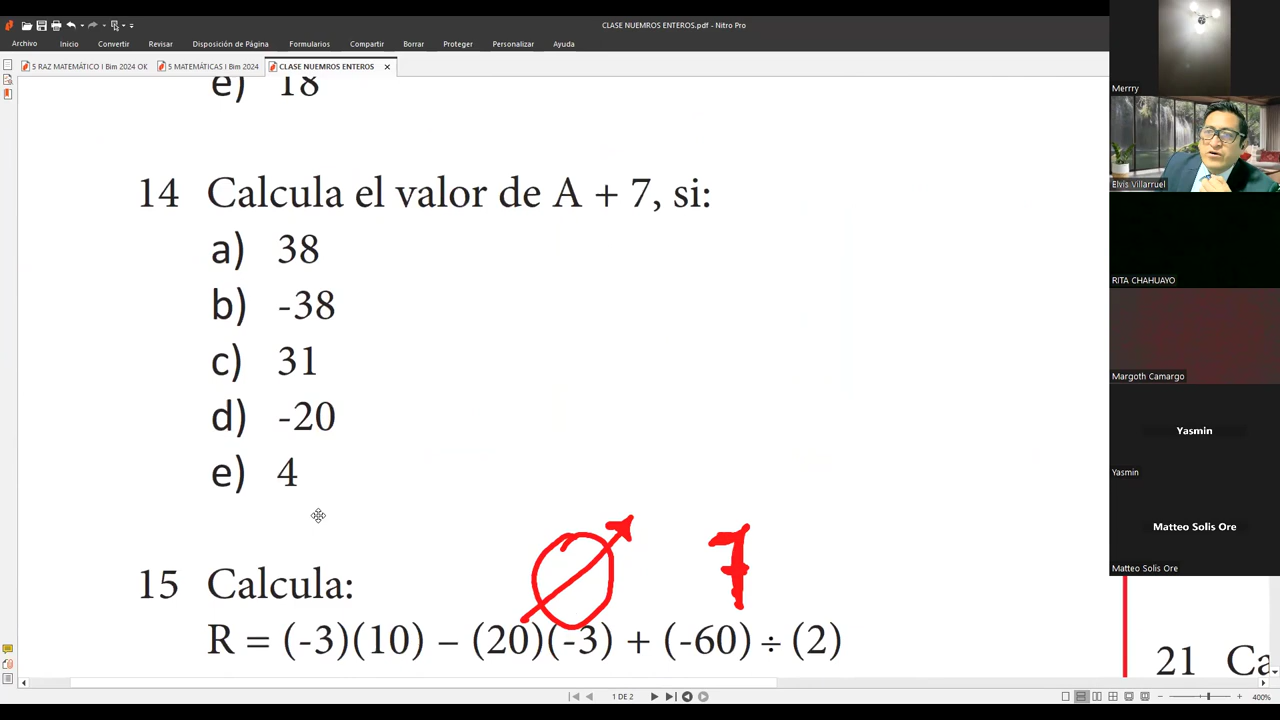 CLASE NUEMROS ENTEROS.pdf - Nitro Pro
Archivo Inicio Convertir Revisar Disposición de Página Formularios Compartir Borrar Proteger Personalizar Ayuda
5 RAZ MATEMÁTICO I Bim 2024 OK 5 MATEMÁTICAS I Bim 2024 CLASE NUEMROS ENTEROS
e) 18
14 Calcula el valor de A + 7, si:
a) 38
b) -38
c) 31
d) -20
e) 4
7
15 Calcula:
R = (-3)(10) – (20)(-3) + (-60) ÷ (2)
21 Ca
1 DE 2
400%
Merrry
Elvis Villarruel
RITA CHAHUAYO
Margoth Camargo
Yasmin
Yasmin
Matteo Solis Ore
Matteo Solis Ore